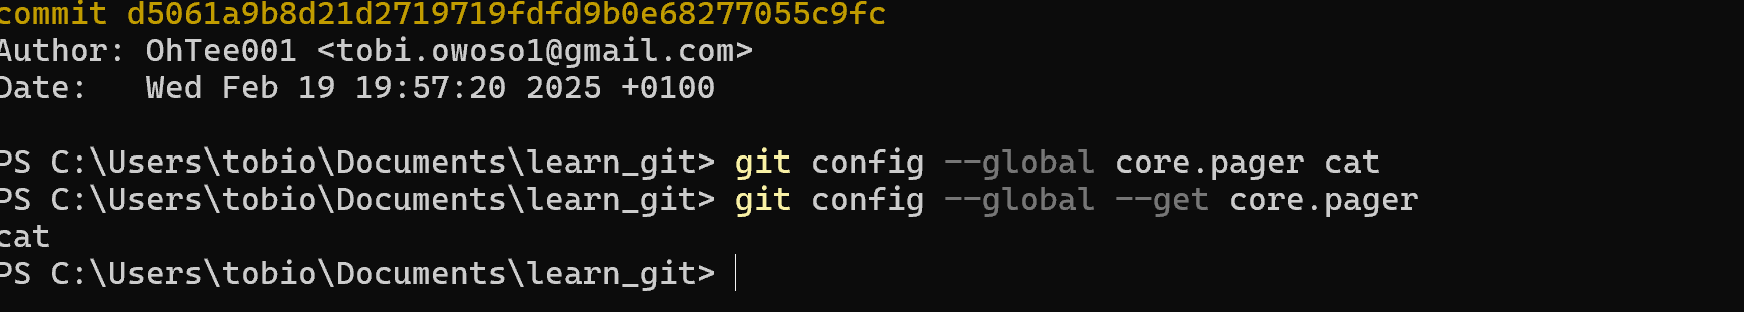 commit d5061a9b8d21d2719719fdfd9b0e68277055c9fc
Author: OhTee001 <tobi.owoso1@gmail.com>
Date:   Wed Feb 19 19:57:20 2025 +0100
PS C:\Users\tobio\Documents\learn_git> git config --global core.pager cat
PS C:\Users\tobio\Documents\learn_git> git config --global --get core.pager
cat
PS C:\Users\tobio\Documents\learn_git>